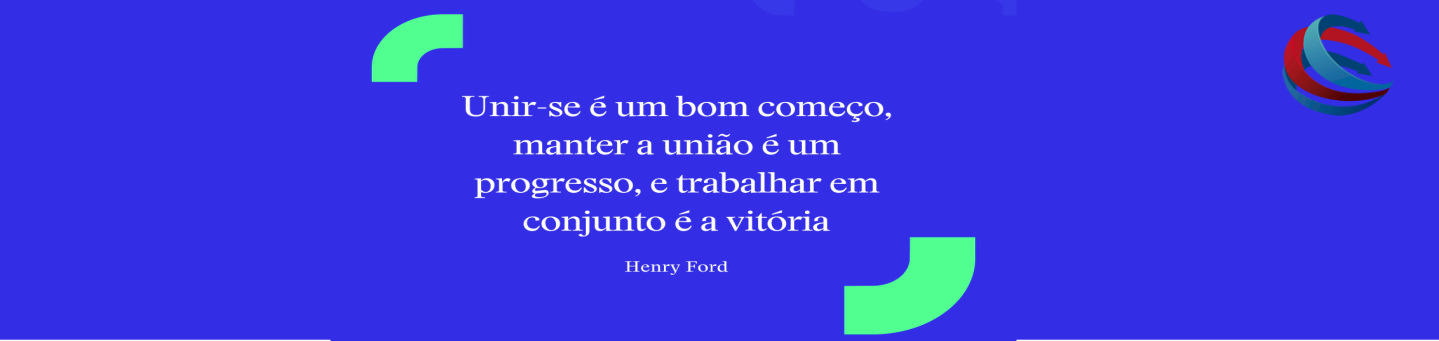 Unir-se é um bom começo,
manter a união é um
progresso, e trabalhar em
conjunto é a vitória
Henry Ford